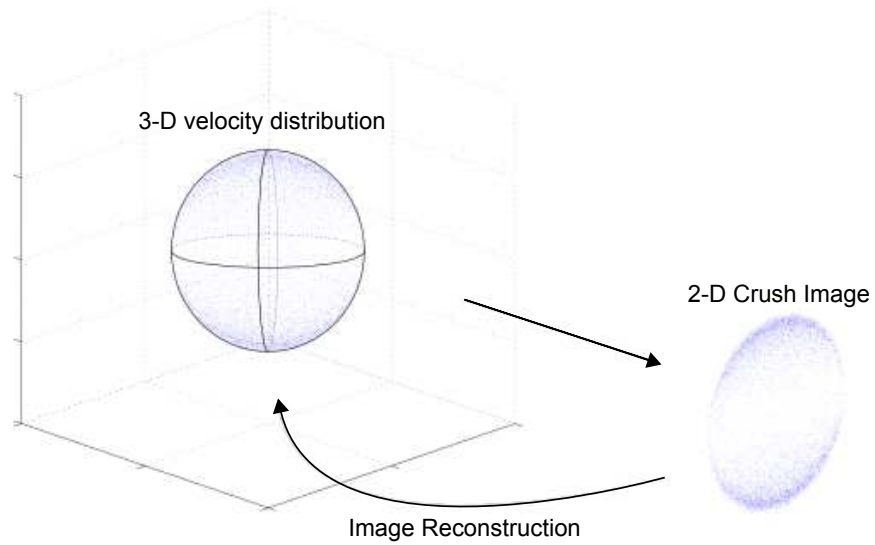 3-D velocity distribution
2-D Crush Image
Image Reconstruction